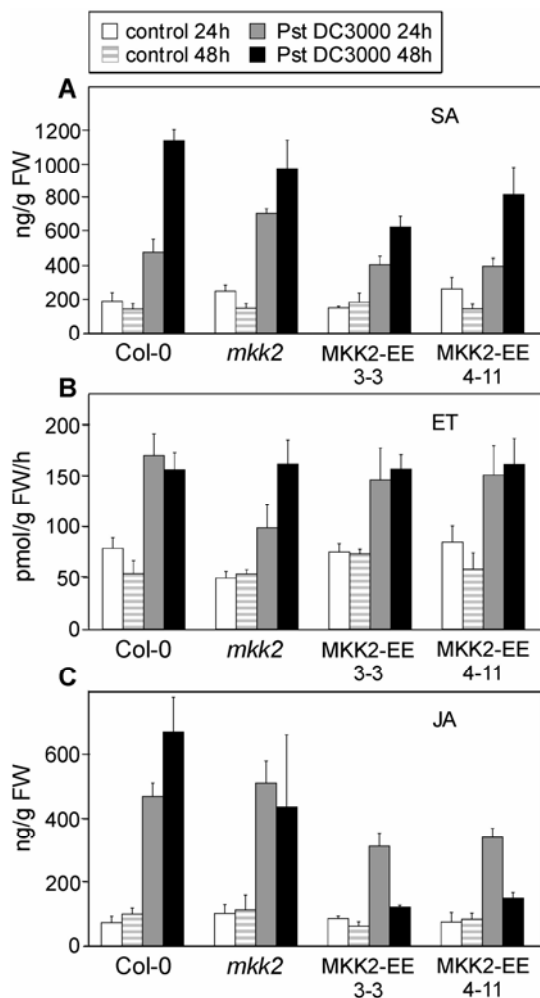 control 24h Pst DC3000 24h
control 48h Pst DC3000 48h
A
SA
ng/g FW
1200
1000
800
600
400
200
0
Col-0 mkk2 MKK2-EE MKK2-EE
3-3 4-11
B
ET
pmol/g FW/h
200
150
100
50
0
Col-0 mkk2 MKK2-EE MKK2-EE
3-3 4-11
C
JA
ng/g FW
600
400
200
0
Col-0 mkk2 MKK2-EE MKK2-EE
3-3 4-11